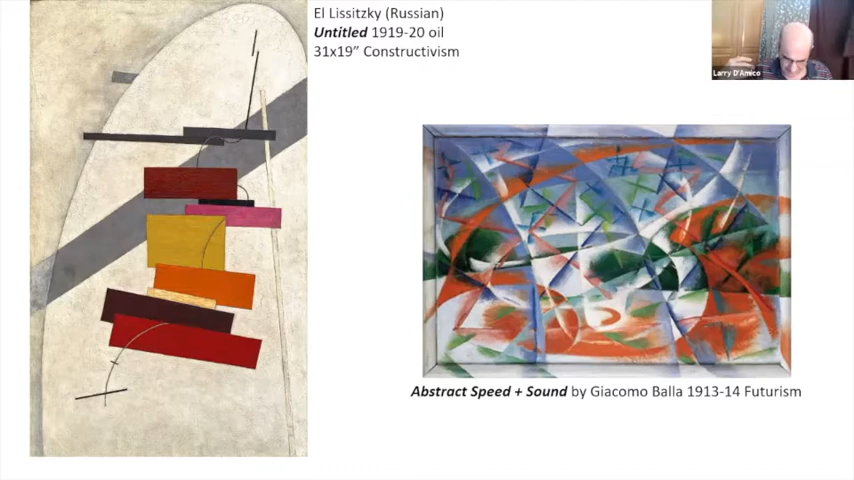 El Lissitzky (Russian)
Untitled 1919-20 oil
31x19” Constructivism
Larry D'Amico
Abstract Speed + Sound by Giacomo Balla 1913-14 Futurism